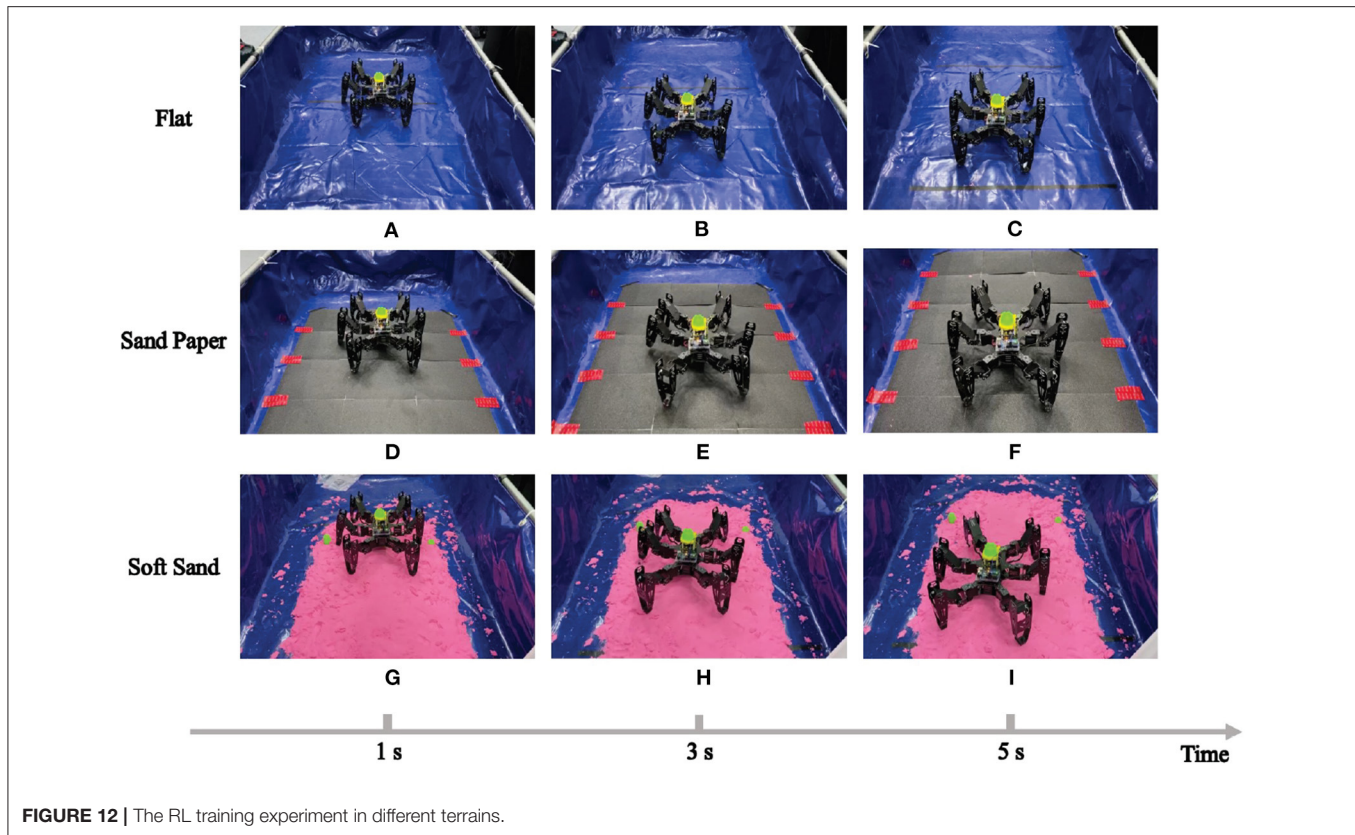 Flat
A
B
C
Sand Paper
D
E
F
Soft Sand
G
H
I
1 s
3 s
5 s
Time
FIGURE 12 | The RL training experiment in different terrains.